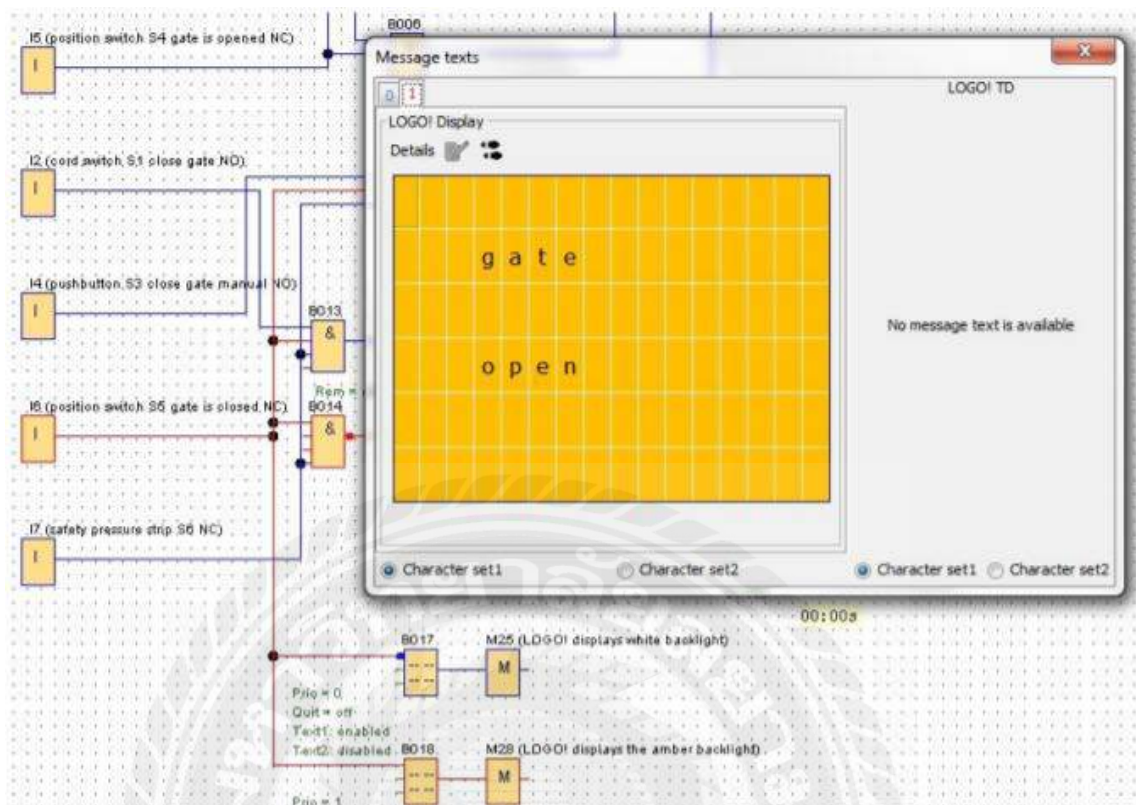 B006
I5 (position switch S4 gate is opened NC)
I
Message texts
x
LOGO! TD
0 1
LOGO! Display
Details
I2 (cord switch S1 close gate NO)
I
gate
I4 (pushbutton S3 close gate manual NO)
I
B013
&
No message text is available
open
Rem =
I6 (position switch S5 gate is closed NC)
I
B014
&
I7 (safety pressure strip S6 NC)
I
Character set1
Character set2
Character set1
Character set2
00:00s
B017
M25 (LOGO! displays white backlight)
M
Prio = 0
Quit = off
Text1: enabled
Text2: disabled
B018
M28 (LOGO! displays the amber backlight)
M
Prio = 1